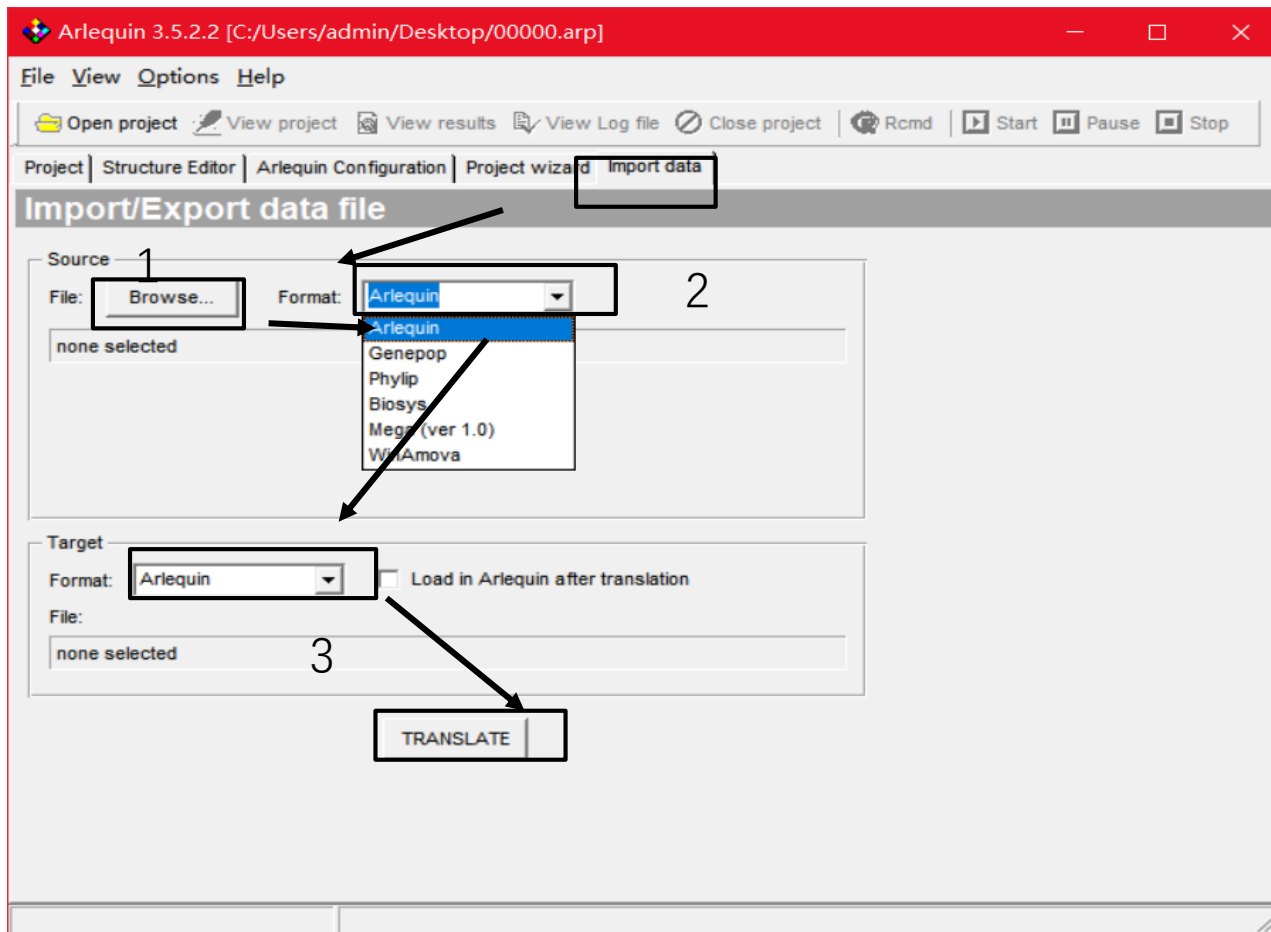 Arlequin 3.5.2.2 [C:/Users/admin/Desktop/00000.arp]
File View Options Help
Open project View project View results View Log file Close project Rcmd Start Pause Stop
Project Structure Editor Arlequin Configuration Project wizard Import data
Import/Export data file
Source
1
File: Browse... Format: Arlequin 2
none selected
Arlequin
Genepop
Phylip
Biosys
Mega (ver 1.0)
WinAmova
Target
Format: Arlequin Load in Arlequin after translation
File:
none selected
3
TRANSLATE